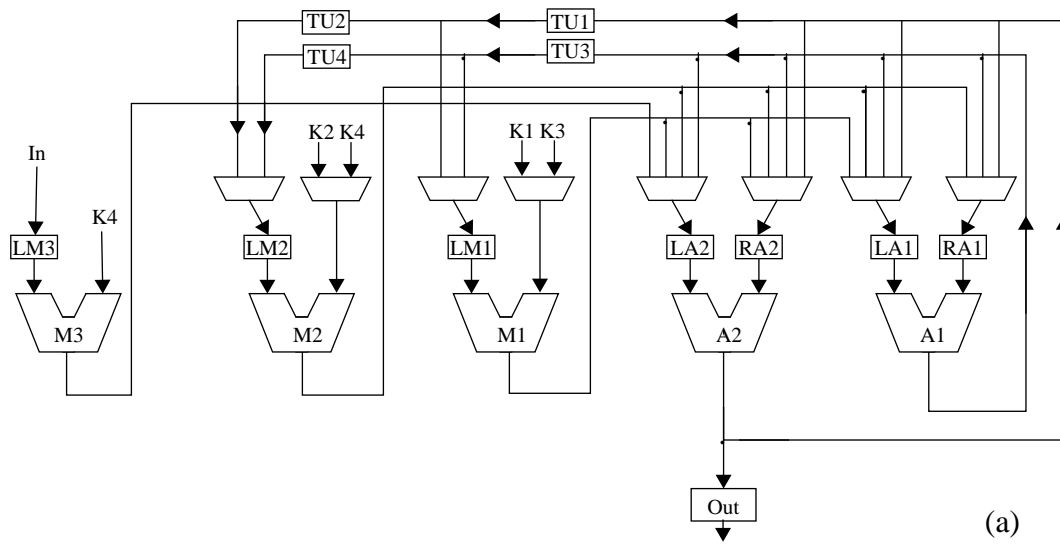 TU2 TU1
TU4 TU3
K2 K4 K1 K3
In
K4
LM3 LM2 LM1 LA2 RA2 LA1 RA1
M3 M2 M1 A2 A1
Out
(a)